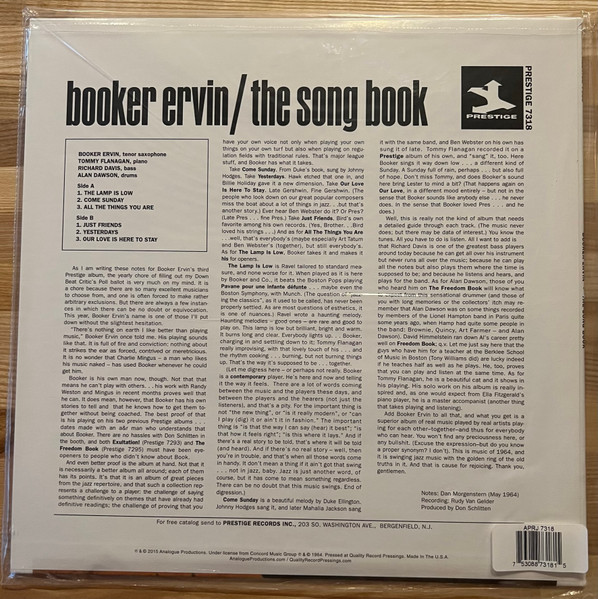 booker ervin/the song book
PRESTIGE
PRESTIGE 7318
BOOKER ERVIN, tenor saxophone
TOMMY FLANAGAN, piano
RICHARD DAVIS, bass
ALAN DAWSON, drums
Side A
1. THE LAMP IS LOW
2. COME SUNDAY
3. ALL THE THINGS YOU ARE
Side B
1. JUST FRIENDS
2. YESTERDAYS
3. OUR LOVE IS HERE TO STAY
As I am writing these notes for Booker Ervin's third
Prestige album, the yearly chore of filling out my Down
Beat Critic's Poll ballot is very much on my mind. It is
a chore because there are so many excellent musicians
to choose from, and one is often forced to make rather
arbitrary exclusions. But there are always a few instan-
ces in which there can be no doubt or equivocation.
This year, Booker Ervin's name is one of those I'll put
down without the slightest hesitation.
"There's nothing on earth I like better than playing
music," Booker Ervin once told me. His playing sounds
like that. It is full of fire and conviction; nothing about
it strikes the ear as forced, contrived or meretricious.
It is no wonder that Charlie Mingus – a man who likes
his music naked – has used Booker whenever he could
get him.
Booker is his own man, now though. Not that that
means he can't play with others. . . his work with Randy
Weston and Mingus in recent months proves well that
he can. It does mean, however, that Booker has his own
stories to tell and that he knows how to get them to-
gether without being coached. The best proof of that
is his playing on his two previous Prestige albums . . .
dates made with an a&r man who understands that
about Booker. There are no hassles with Don Schlitten in
the booth, and both Exultation! (Prestige 7293) and The
Freedom Book (Prestige 7295) must have been eye-
openers to people who didn't know about Book.
And even better proof is the album at hand. Not that it
is necessarily a better album all around; each of them
has its points. It's that it is an album of great pieces
from the jazz repertoire, and that such a collection rep-
resents a challenge to a player: the challenge of saying
something definitively on themes that have already had
definitive readings; the challenge of proving that you
have your own voice not only when playing your own
things on your own turf but also when playing on regu-
lation fields with traditional rules. That's major league
stuff, and Booker has what it takes.
Take Come Sunday. From Duke's book, sung by Johnny
Hodges. Take Yesterdays. Hawk etched that one in, and
Billie Holiday gave it a new dimension. Take Our Love
Is Here To Stay. Late Gershwin, Fine Gershwin. (The
people who look down on our great popular composers
miss the boat about a lot of things in jazz. . .but that's
another story.) Ever hear Ben Webster do it? Or Pres?
(Late Pres . . . fine Pres.) Take Just Friends. Bird's own
favorite among his own records. (Yes, Brother. . .Bird
loved his strings . . .) And as for All The Things You Are
. . .well, that's everybody's (maybe especially Art Tatum
and Ben Webster's (together), but still everybody's.
As for The Lamp Is Low, Booker takes it and makes it
his for openers.
The Lamp Is Low is Ravel tailored to standard mea-
sure, and none worse for it. When played as it is here
by Booker and Co., it beats the Boston Pops playing
Pavane pour une infante défunte . . . maybe even the
Boston Symphony, with Munch. (The question of "jazz-
ing the classics", as it used to be called, has never been
properly settled. As are most questions of esthetics, it
is one of nuances.) Ravel wrote a haunting melody.
Haunting melodies – good ones – are rare and good to
play on. This lamp is low but brilliant, bright and warm.
It burns long and clear. Everybody lights up. . . Booker,
charging in and settling down to it; Tommy Flanagan
soaring optimistically, with that lovely touch of his . . . and
the rhythm cooking . . . burning, but not burning things
up. That's the way it's supposed to be . . . together.
(Let me digress here – or perhaps not really. Booker
is a contemporary player. He's here and now and telling
it the way it feels. There are a lot of words coming
between the music and the players these days, and
between the players and the hearers (not just the
listeners), and that's a pity. For the important thing is
not "the new thing", or "is it really modern", or "can
I play (dig) it or ain't it in fashion." The important
thing is "is that the way I can say (hear) it best"; "is
that how it feels right"; "is this where it lays." And if
there's a real story to be told, that's where it will be told
(and heard). And if there's no real story – well, then
you're in trouble, and that's when all those words come
in handy. It don't mean a thing if it ain't got that swing
. . . not in jazz, baby. Jazz is just another word, of
course, but it has come to mean something regardless.
There can be no doubt that this music swings. End of
digression.)
Come Sunday is a beautiful melody by Duke Ellington.
Johnny Hodges sang it, and later Mahalia Jackson sang
it with the same band, and Ben Webster on his own has
sung it of late. Tommy Flanagan recorded it on a
Prestige album of his own, and "sang" it, too. Here
Booker sings it way down low . . . a different kind of
Sunday. A Sunday full of rain, perhaps . . . but also full
of hope. Don't miss Tommy, and does Booker's sound
here bring Lester to mind a bit? (That happens again on
Our Love, in a different mood entirely – but not in the
sense that Booker sounds like anybody else . . . he never
does, in the sense that Booker loved Pres . . . and he
does.)
Well, this is really not the kind of album that needs
a detailed guide through each track. (The music never
does; but there may be data of interest.) You know the
tunes. All you have to do is listen. All I want to add is
that Richard Davis is one of the greatest bass players
around today because he can get all over his instrument
but never runs all over the music; because he can play
all the notes but also plays them where the time is
supposed to be; and because he listens and hears, and
plays for the band. As for Alan Dawson, those of you
who heard him on The Freedom Book will know what
to expect from this sensational drummer (and those of
you with long memories or the collectors' itch may re-
member that Alan Dawson was on some things recorded
by members of the Lionel Hampton band in Paris quite
some years ago, when Hamp had quite some people in
the band: Brownie, Quincy, Art Farmer – and Alan
Dawson). David Himmelstein ran down Al's career pretty
well on Freedom Book, q.v. Let me just say here that the
guys who have him for a teacher at the Berklee School
of Music in Boston (Tony Williams did) are lucky indeed
if he teaches half as well as he plays. He, too, proves
that you can play and listen at the same time. As for
Tommy Flanagan, he is a beautiful cat and it shows in
his playing. His solo work on this album is really in-
spired and, as one would expect from Ella Fitzgerald's
piano player, he is a master accompanist (another thing
that takes playing and listening).
Add Booker Ervin to all that, and what you get is a
superior album of real music played by real artists play-
ing for each other–together–and thus for everybody
who can hear. You won't find any preciousness here, or
any bullshit. (Excuse the expression–but do you know
a proper synonym? I don't). This is music of 1964, and
it is swinging jazz music with the golden ring of the old
truths in it. And that is cause for rejoicing. Thank you,
gentlemen.
Notes: Dan Morgenstern (May 1964)
Recording: Rudy Van Gelder
Produced by Don Schlitten
For free catalog send to PRESTIGE RECORDS INC., 203 SO. WASHINGTON AVE., BERGENFIELD, N.J.
℗ & © 2015 Analogue Productions. Under license from Concord Music Group ℗ & © 1964. Pressed at Quality Record Pressings. Made In The U.S.A
AnalogueProductions.com / QualityRecordPressings.com
APRJ 7318
7 53088 73181 5